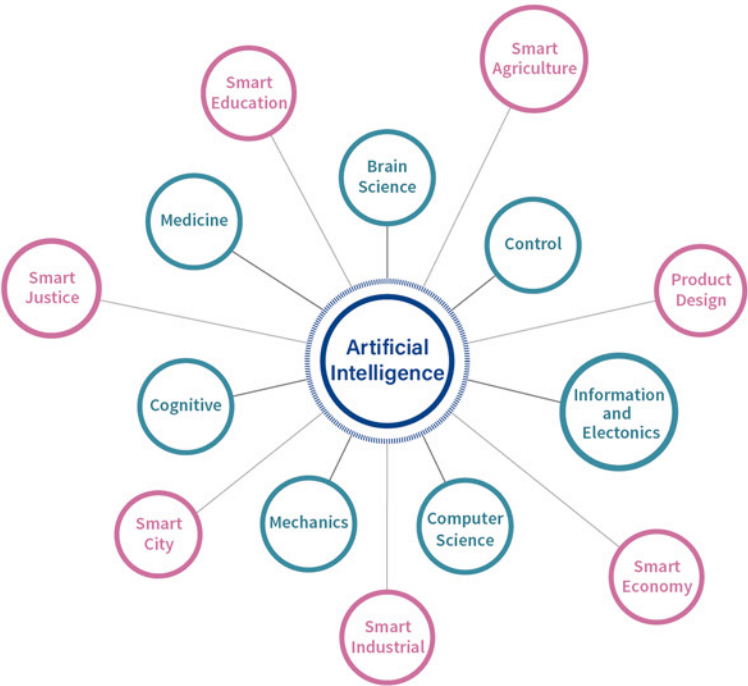 Smart
Agriculture
Smart
Education
Brain
Science
Medicine
Control
Smart
Justice
Product
Design
Artificial
Intelligence
Cognitive
Information
and
Electonics
Smart
City
Mechanics
Computer
Science
Smart
Economy
Smart
Industrial